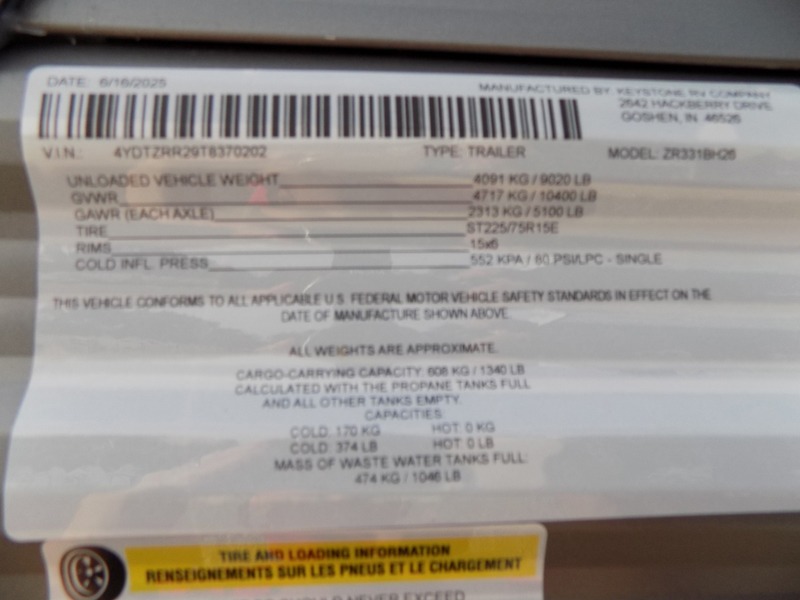 DATE: 6/16/2025
MANUFACTURED BY: KEYSTONE RV COMPANY
2642 HACKBERRY DRIVE
GOSHEN, IN 46526
V.I.N.: 4YDTZRR29T8370202 TYPE: TRAILER MODEL: ZR331BH26
UNLOADED VEHICLE WEIGHT 4091 KG / 9020 LB
GVWR 4717 KG / 10400 LB
GAWR (EACH AXLE) 2313 KG / 5100 LB
TIRE ST225/75R15E
RIMS 15x6
COLD INFL. PRESS. 552 KPA / 80 PSI/LPC - SINGLE
THIS VEHICLE CONFORMS TO ALL APPLICABLE U.S. FEDERAL MOTOR VEHICLE SAFETY STANDARDS IN EFFECT ON THE
DATE OF MANUFACTURE SHOWN ABOVE.
ALL WEIGHTS ARE APPROXIMATE.
CARGO-CARRYING CAPACITY: 608 KG / 1340 LB
CALCULATED WITH THE PROPANE TANKS FULL
AND ALL OTHER TANKS EMPTY.
CAPACITIES:
COLD: 170 KG HOT: 0 KG
COLD: 374 LB HOT: 0 LB
MASS OF WASTE WATER TANKS FULL:
474 KG / 1046 LB
TIRE AND LOADING INFORMATION
RENSEIGNEMENTS SUR LES PNEUS ET LE CHARGEMENT
SHOULD NEVER EXCEED